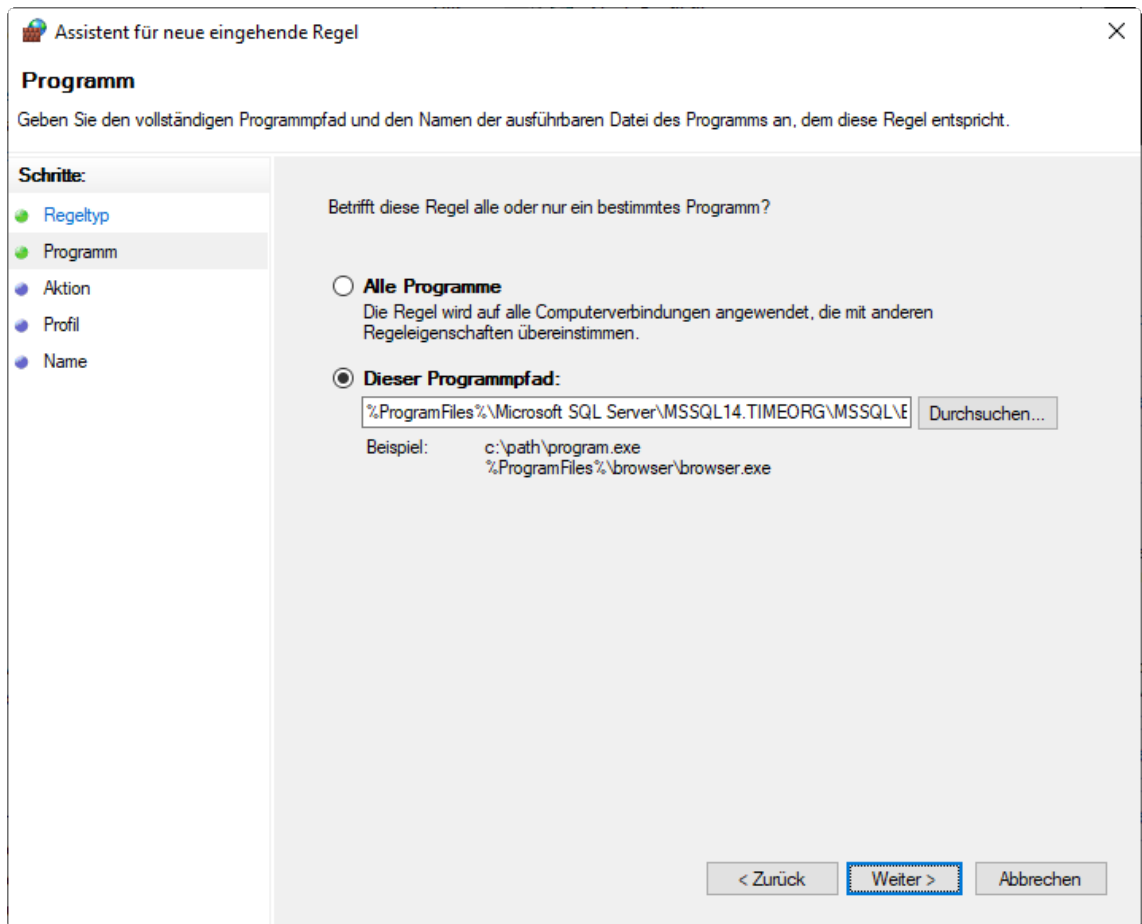 Assistent für neue eingehende Regel
Programm
Geben Sie den vollständigen Programmpfad und den Namen der ausführbaren Datei des Programms an, dem diese Regel entspricht.
Schritte:
Regeltyp
Programm
Aktion
Profil
Name
Betrifft diese Regel alle oder nur ein bestimmtes Programm?
Alle Programme
Die Regel wird auf alle Computerverbindungen angewendet, die mit anderen
Regeleigenschaften übereinstimmen.
Dieser Programmpfad:
%ProgramFiles%\Microsoft SQL Server\MSSQL14.TIMEORG\MSSQL\
Durchsuchen...
Beispiel: c:\path\program.exe
%ProgramFiles%\browser\browser.exe
< Zurück
Weiter >
Abbrechen